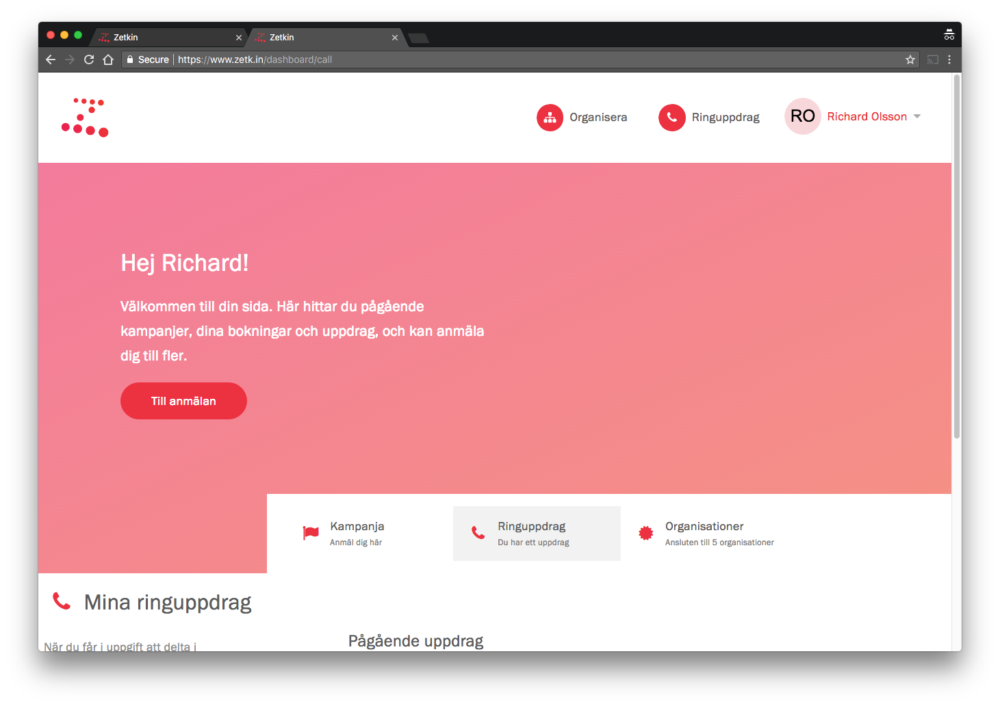 Zetkin
Zetkin
Secure https://www.zetk.in/dashboard/call
Organisera
Ringuppdrag
RO
Richard Olsson
Hej Richard!
Välkommen till din sida. Här hittar du pågående
kampanjer, dina bokningar och uppdrag, och kan anmäla
dig till fler.
Till anmälan
Kampanja
Anmäl dig här
Ringuppdrag
Du har ett uppdrag
Organisationer
Ansluten till 5 organisationer
Mina ringuppdrag
När du får i uppgift att delta i
Pågående uppdrag